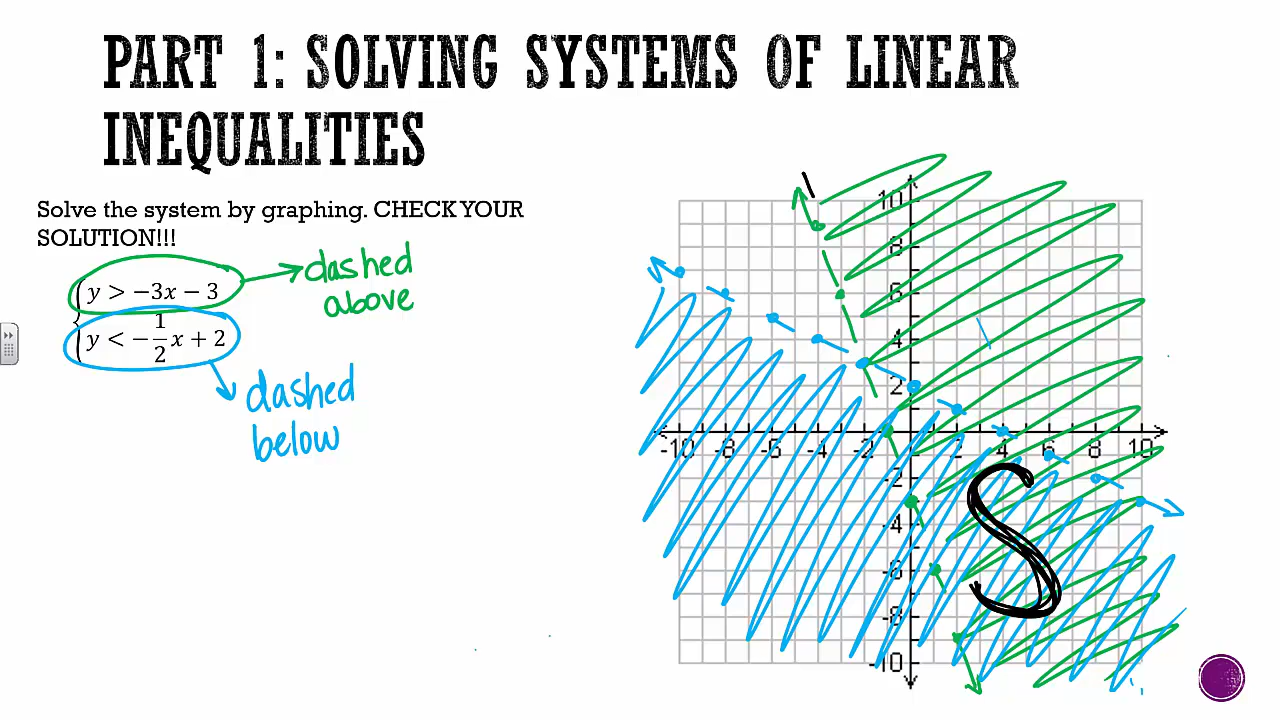 PART 1: SOLVING SYSTEMS OF LINEAR
INEQUALITIES
Solve the system by graphing. CHECK YOUR
SOLUTION!!!
y > −3x − 3
y < −1/2x + 2
dashed
above
dashed
below
10
8
6
4
2
-10 -8 -6 -4 2 4 6 8 10
-2
-4
-6
-8
-10
S